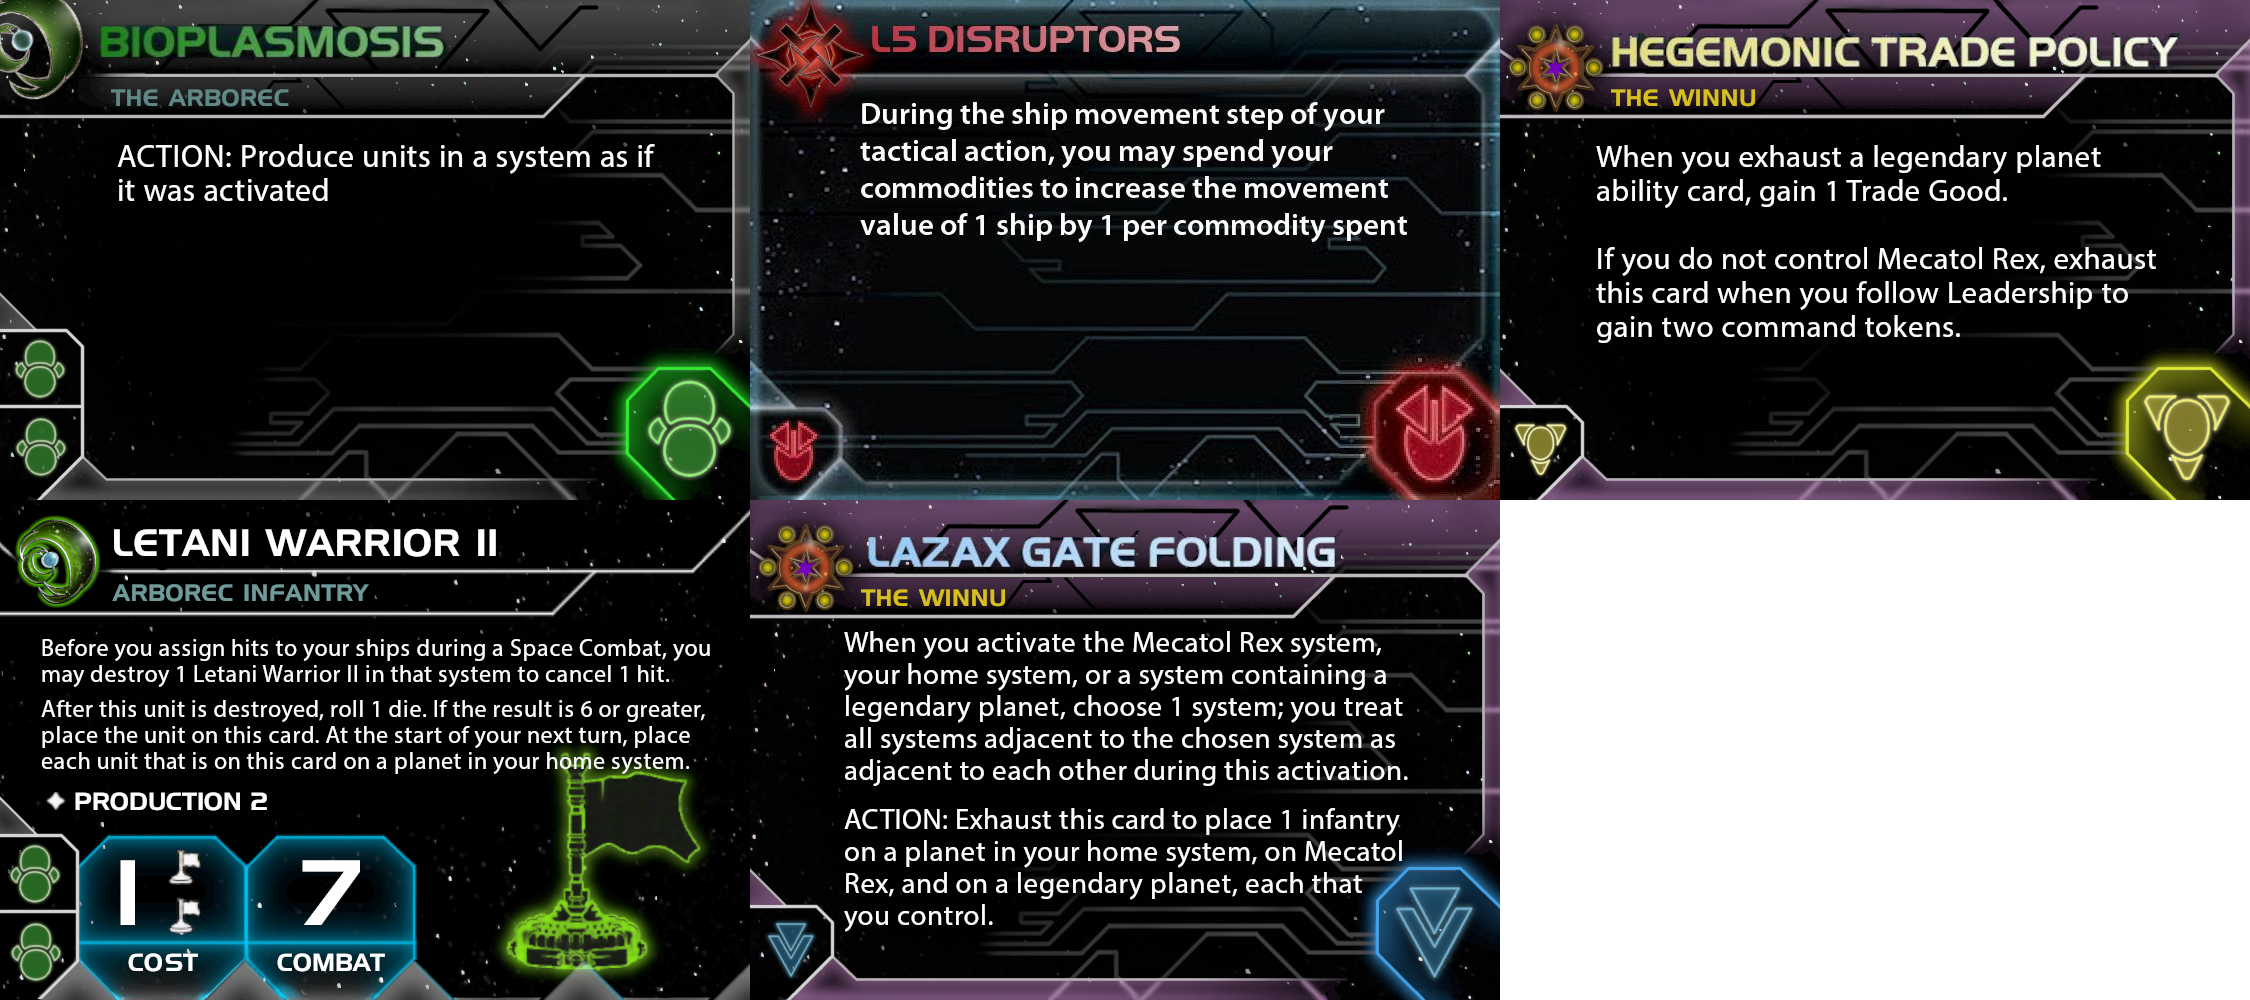 BIOPLASMOSIS
THE ARBOREC
ACTION: Produce units in a system as if
it was activated
L5 DISRUPTORS
During the ship movement step of your
tactical action, you may spend your
commodities to increase the movement
value of 1 ship by 1 per commodity spent
HEGEMONIC TRADE POLICY
THE WINNU
When you exhaust a legendary planet
ability card, gain 1 Trade Good.
If you do not control Mecatol Rex, exhaust
this card when you follow Leadership to
gain two command tokens.
LETANI WARRIOR II
ARBOREC INFANTRY
Before you assign hits to your ships during a Space Combat, you
may destroy 1 Letani Warrior II in that system to cancel 1 hit.
After this unit is destroyed, roll 1 die. If the result is 6 or greater,
place the unit on this card. At the start of your next turn, place
each unit that is on this card on a planet in your home system.
PRODUCTION 2
1
7
COST
COMBAT
LAZAX GATE FOLDING
THE WINNU
When you activate the Mecatol Rex system,
your home system, or a system containing a
legendary planet, choose 1 system; you treat
all systems adjacent to the chosen system as
adjacent to each other during this activation.
ACTION: Exhaust this card to place 1 infantry
on a planet in your home system, on Mecatol
Rex, and on a legendary planet, each that
you control.